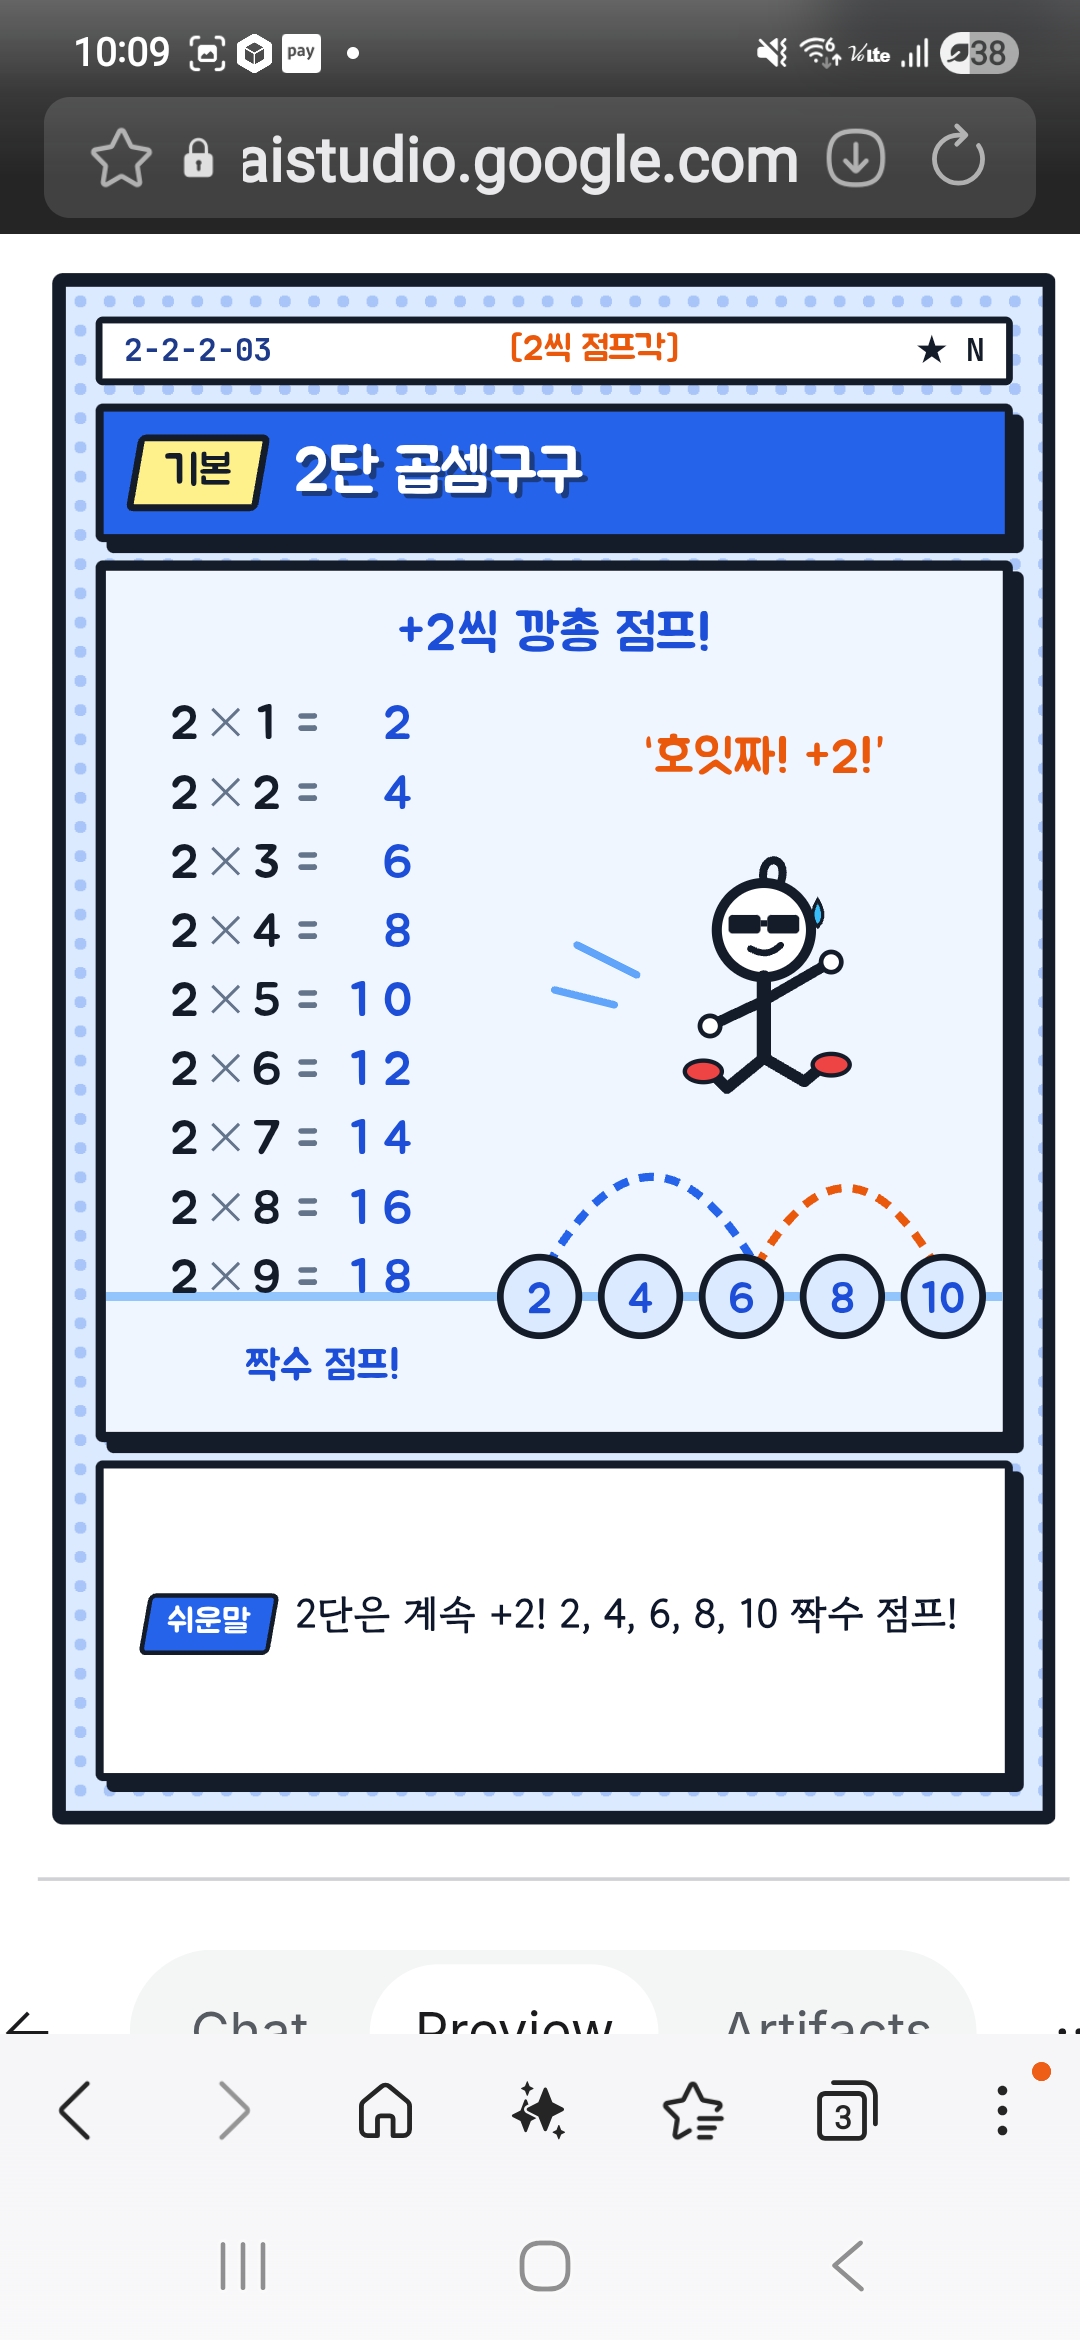 10:09 pay VoLTE 38
aistudio.google.com
2-2-2-03 [2씩 점프각] ★ N
기본 2단 곱셈구구
+2씩 깡총 점프!
2 × 1 = 2
2 × 2 = 4
2 × 3 = 6
2 × 4 = 8
2 × 5 = 10
2 × 6 = 12
2 × 7 = 14
2 × 8 = 16
2 × 9 = 18
'호잇짜! +2!'
2 4 6 8 10
짝수 점프!
쉬운말 2단은 계속 +2! 2, 4, 6, 8, 10 짝수 점프!
Chat Preview Artifacts
3